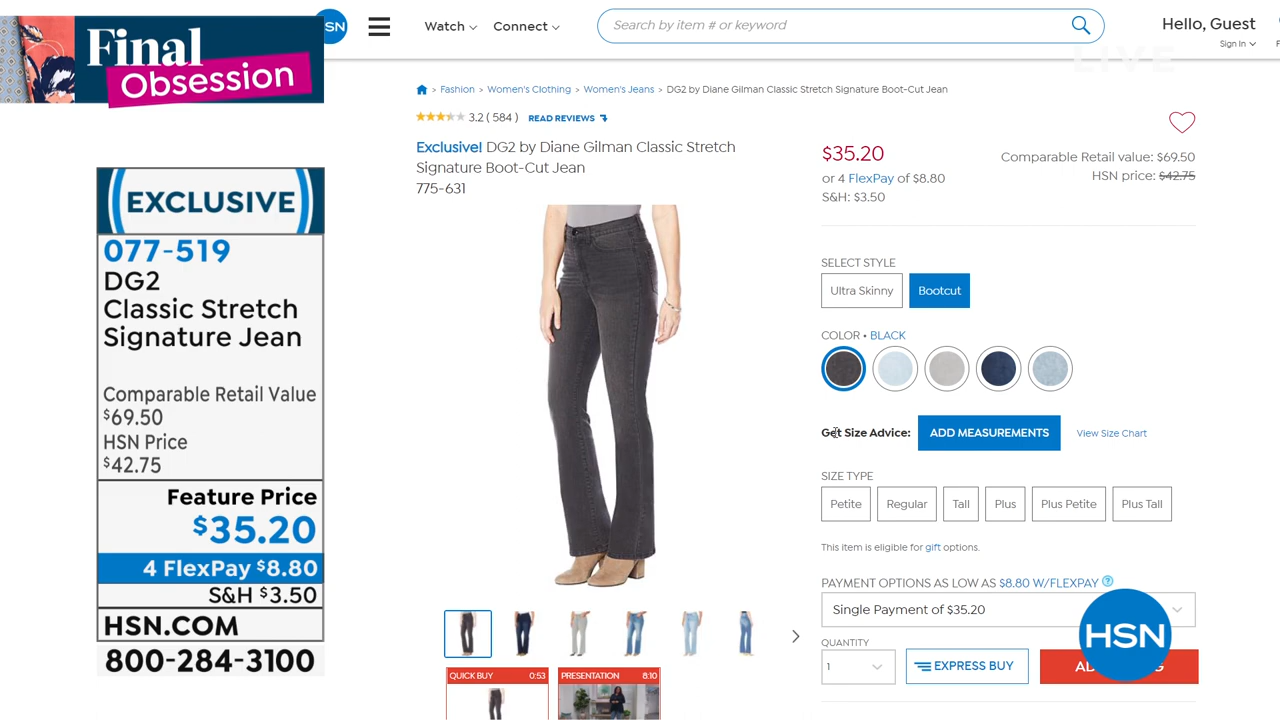 Final
Obsession
SN
Watch
Connect
Search by item # or keyword
Hello, Guest
Sign In
F
LIVE
> Fashion > Women's Clothing > Women's Jeans > DG2 by Diane Gilman Classic Stretch Signature Boot-Cut Jean
3.2 ( 584 ) READ REVIEWS
Exclusive! DG2 by Diane Gilman Classic Stretch
Signature Boot-Cut Jean
775-631
EXCLUSIVE
077-519
DG2
Classic Stretch
Signature Jean
Comparable Retail Value
$69.50
HSN Price
$42.75
Feature Price
$35.20
4 FlexPay $8.80
S&H $3.50
HSN.COM
800-284-3100
QUICK BUY 0:53
PRESENTATION 8:10
$35.20
or 4 FlexPay of $8.80
S&H: $3.50
Comparable Retail value: $69.50
HSN price: $42.75
SELECT STYLE
Ultra Skinny
Bootcut
COLOR • BLACK
Get Size Advice:
ADD MEASUREMENTS
View Size Chart
SIZE TYPE
Petite
Regular
Tall
Plus
Plus Petite
Plus Tall
This item is eligible for gift options.
PAYMENT OPTIONS AS LOW AS $8.80 W/FLEXPAY ?
Single Payment of $35.20
QUANTITY
1
EXPRESS BUY
AD
G
HSN